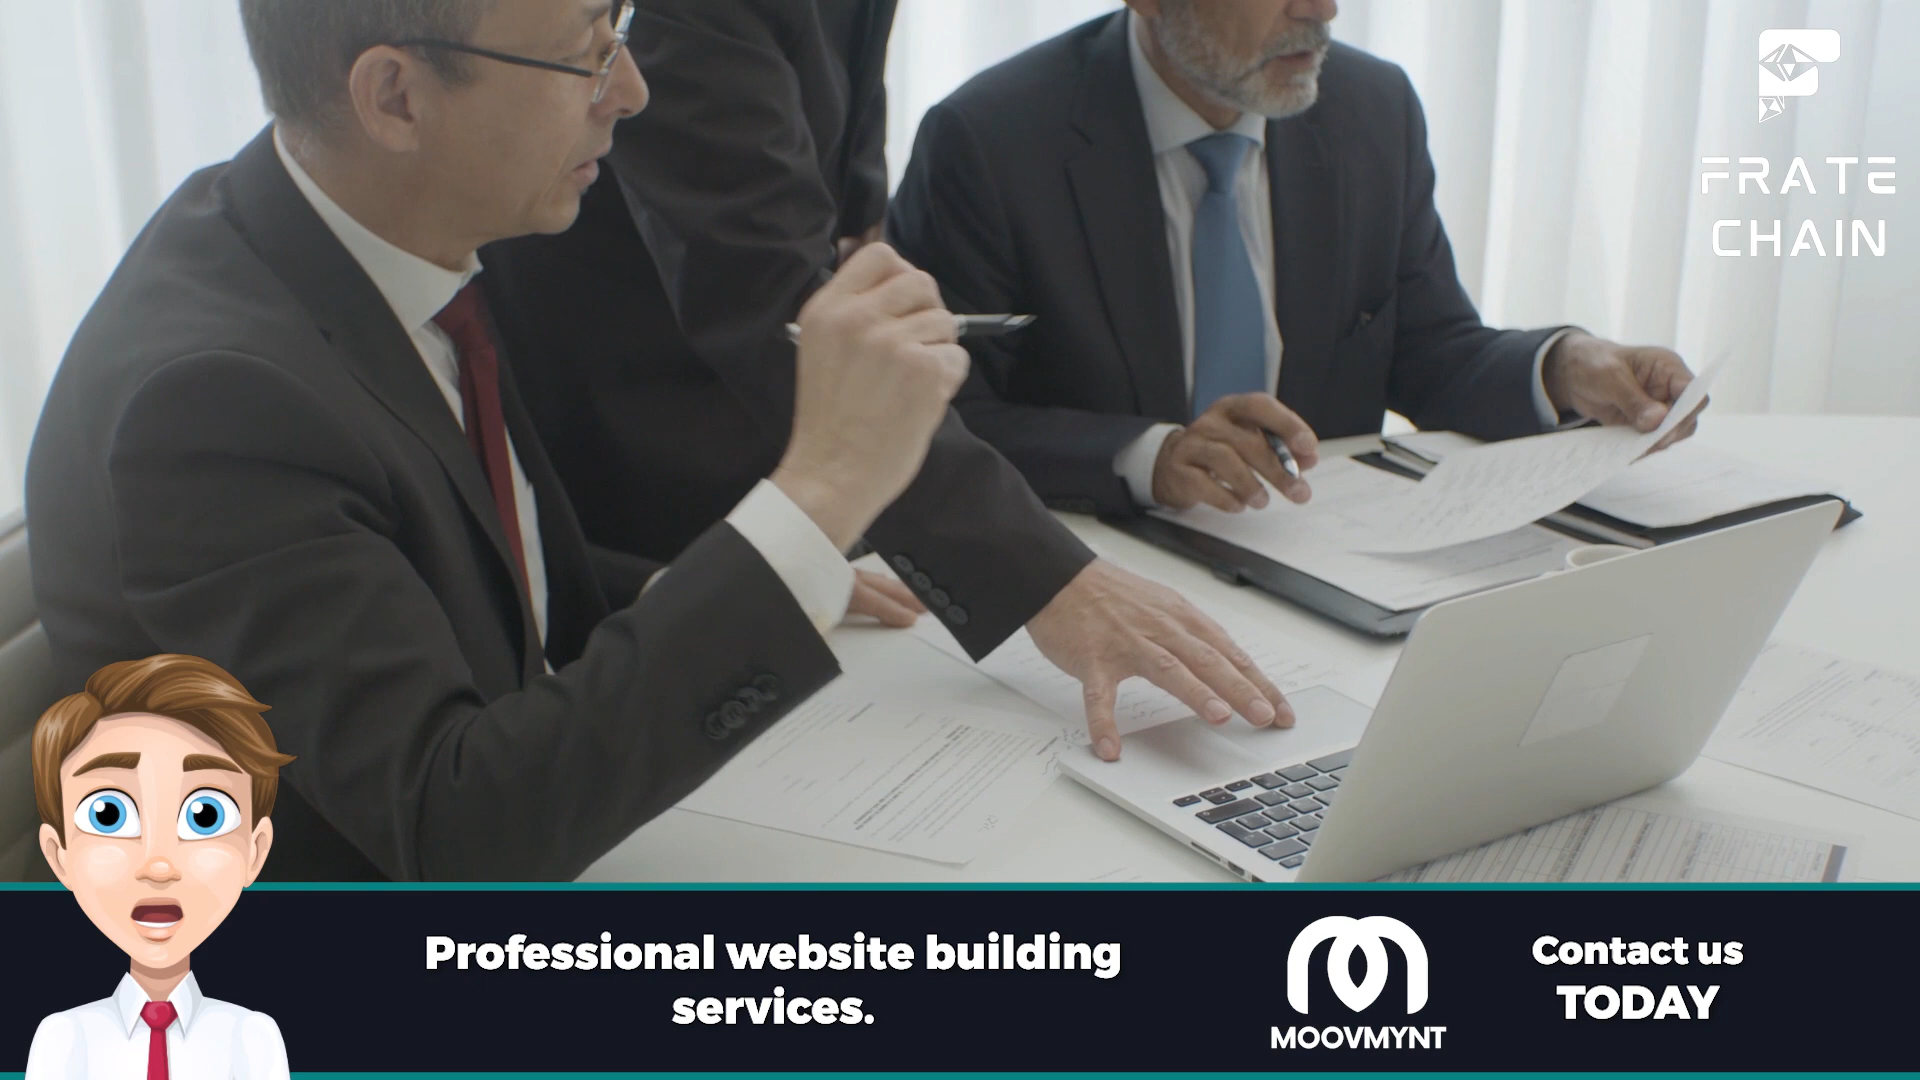 FRATE
CHAIN
Professional website building
services.
MOOVMYNT
Contact us
TODAY